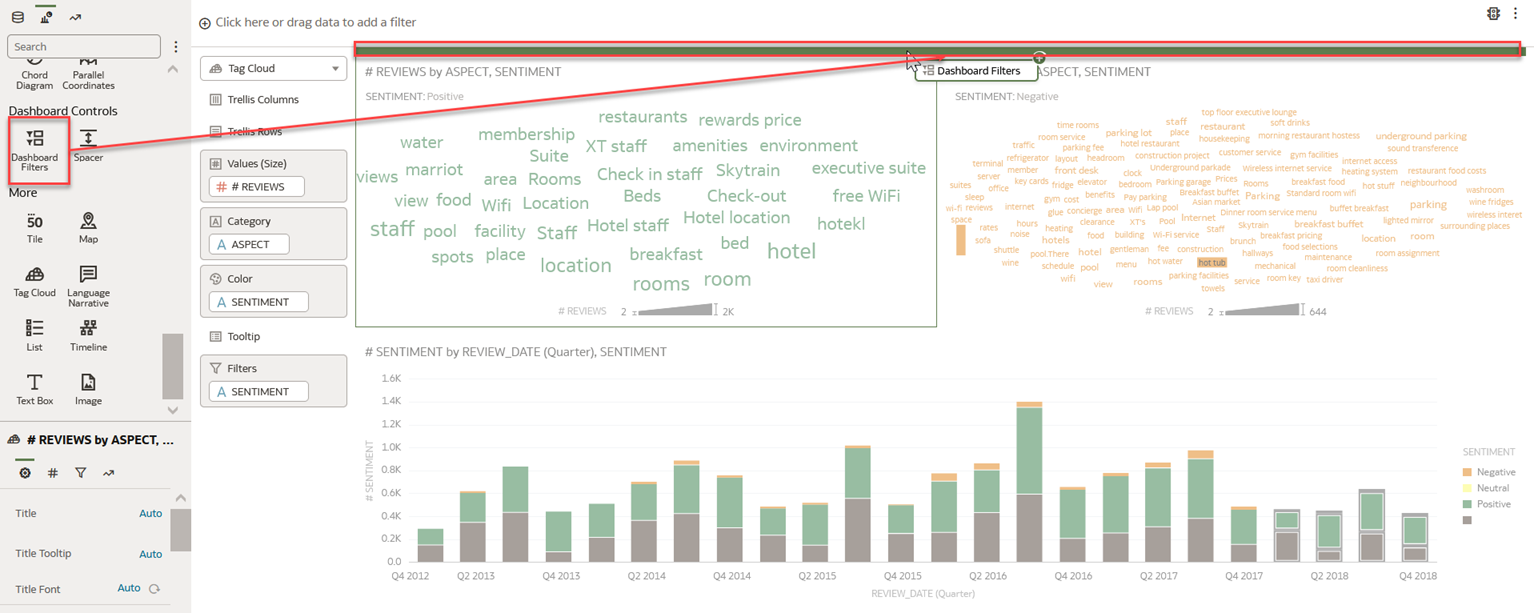 Click here or drag data to add a filter
Search
Chord
Diagram
Parallel
Coordinates
Dashboard Controls
Dashboard
Filters
Spacer
More
50
Tile
Map
Tag Cloud
Language
Narrative
List
Timeline
Text Box
Image
# REVIEWS by ASPECT, ...
Title
Auto
Title Tooltip
Auto
Title Font
Auto
Tag Cloud
Trellis Columns
Trellis Rows
Values (Size)
# REVIEWS
Category
A ASPECT
Color
A SENTIMENT
Tooltip
Filters
A SENTIMENT
Dashboard Filters
# REVIEWS by ASPECT, SENTIMENT
SENTIMENT: Positive
restaurants rewards price
water membership XT staff amenities environment
Suite
views marriot area Rooms Check in staff Skytrain executive suite
view food Wifi Location Beds Check-out free WiFi
staff pool facility Staff Hotel staff Hotel location hotekl
spots place location breakfast bed hotel
rooms room
# REVIEWS 2 2K
ASPECT, SENTIMENT
SENTIMENT: Negative
top floor executive lounge
time rooms staff soft drinks
room service parking lot place restaurant morning restaurant hostess underground parking
traffic parking fee hotel restaurant housekeeping sound transference
refrigerator layout headroom construction project customer service gym facilities internet access
terminal member front desk Underground parkade Wireless internet service heating system restaurant food costs
server key cards fridge elevator clock bedroom Parking garage Prices Rooms breakfast food hot stuff neighbourhood
suites office gym cost benefits Pay parking Breakfast buffet Parking Standard room wifi washroom
sleep Asian market wine fridges
wi-fi reviews internet glue concierge area Wifi Lap pool Dinner room service menu buffet breakfast parking
space hours clearance XT's Pool Internet lighted mirror wireless interet
rates heating Staff Skytrain breakfast buffet surrounding places
noise food building Wi-Fi service breakfast pricing
sofa hotels brunch location room
shuttle pool.There hotel gentleman fee construction food selections
hallways maintenance room assignment
wine schedule pool menu hot water hot tub mechanical room cleanliness
wifi view rooms parking facilities service room key taxi driver
towels
# REVIEWS 2 644
# SENTIMENT by REVIEW_DATE (Quarter), SENTIMENT
# SENTIMENT
1.6K
1.4K
1.2K
1.0K
0.8K
0.6K
0.4K
0.2K
0.0
Q4 2012 Q2 2013 Q4 2013 Q2 2014 Q4 2014 Q2 2015 Q4 2015 Q2 2016 Q4 2016 Q2 2017 Q4 2017 Q2 2018 Q4 2018
REVIEW_DATE (Quarter)
SENTIMENT
Negative
Neutral
Positive